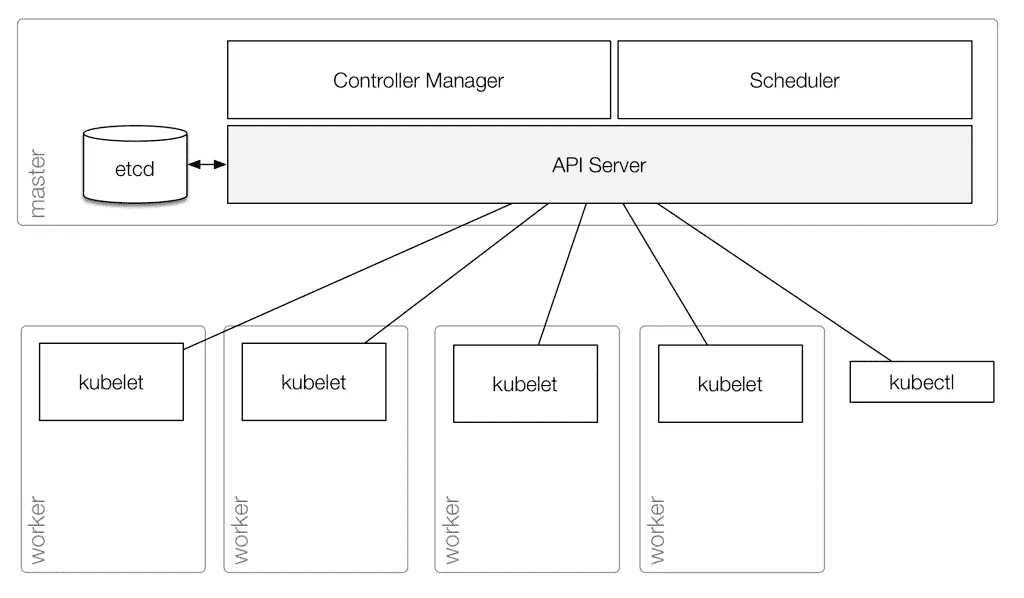 Controller Manager
Scheduler
etcd
API Server
master
kubelet
kubelet
kubelet
kubelet
kubectl
worker
worker
worker
worker